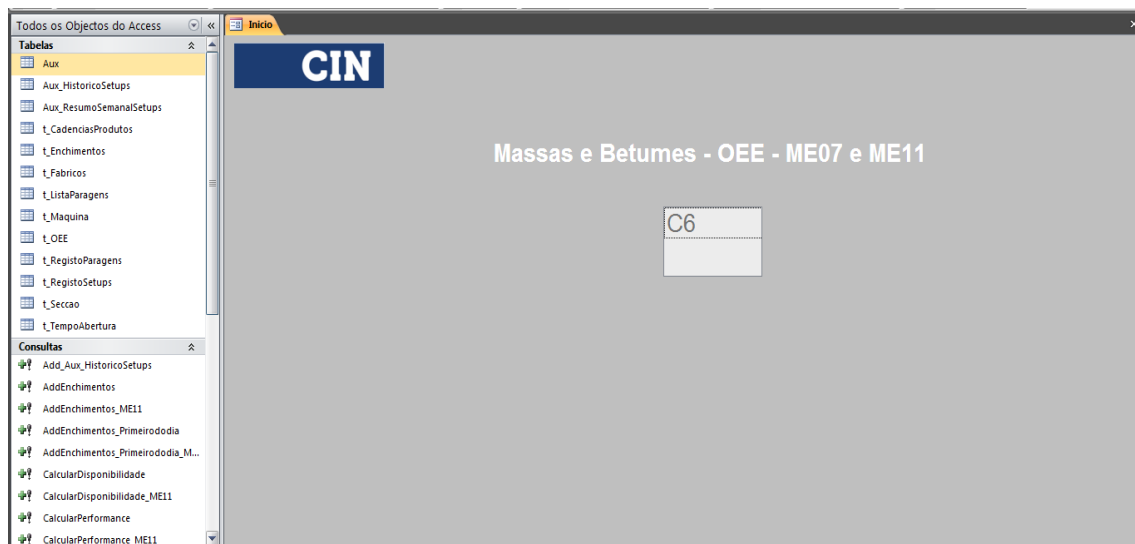 Todos os Objectos do Access
Tabelas
Aux
Aux_HistoricoSetups
Aux_ResumoSemanalSetups
t_CadenciasProdutos
t_Enchimentos
t_Fabricos
t_ListaParagens
t_Maquina
t_OEE
t_RegistoParagens
t_RegistoSetups
t_Seccao
t_TempoAbertura
Consultas
Add_Aux_HistoricoSetups
AddEnchimentos
AddEnchimentos_ME11
AddEnchimentos_Primeirododia
AddEnchimentos_Primeirododia_M...
CalcularDisponibilidade
CalcularDisponibilidade_ME11
CalcularPerformance
CalcularPerformance_ME11
Inicio
CIN
Massas e Betumes - OEE - ME07 e ME11
C6